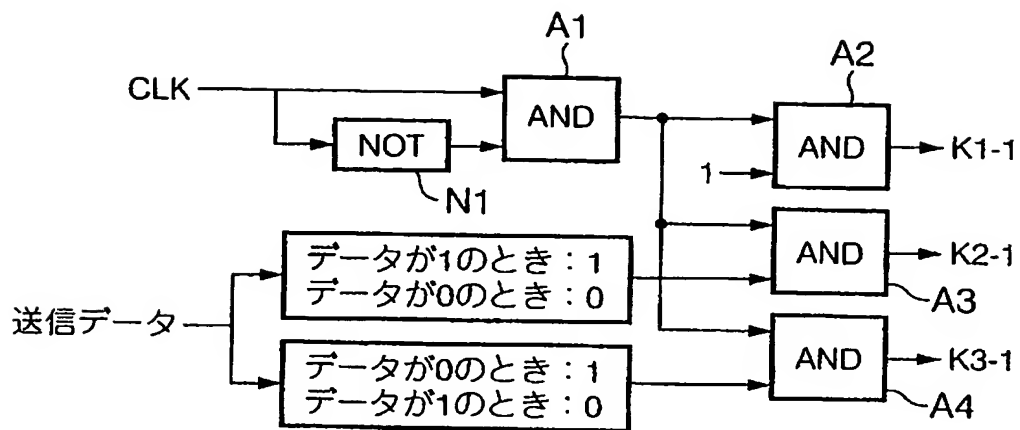 A1
A2
CLK
AND
NOT
N1
AND
K1-1
1
データが1のとき：1
データが0のとき：0
AND
K2-1
A3
送信データ
データが0のとき：1
データが1のとき：0
AND
K3-1
A4